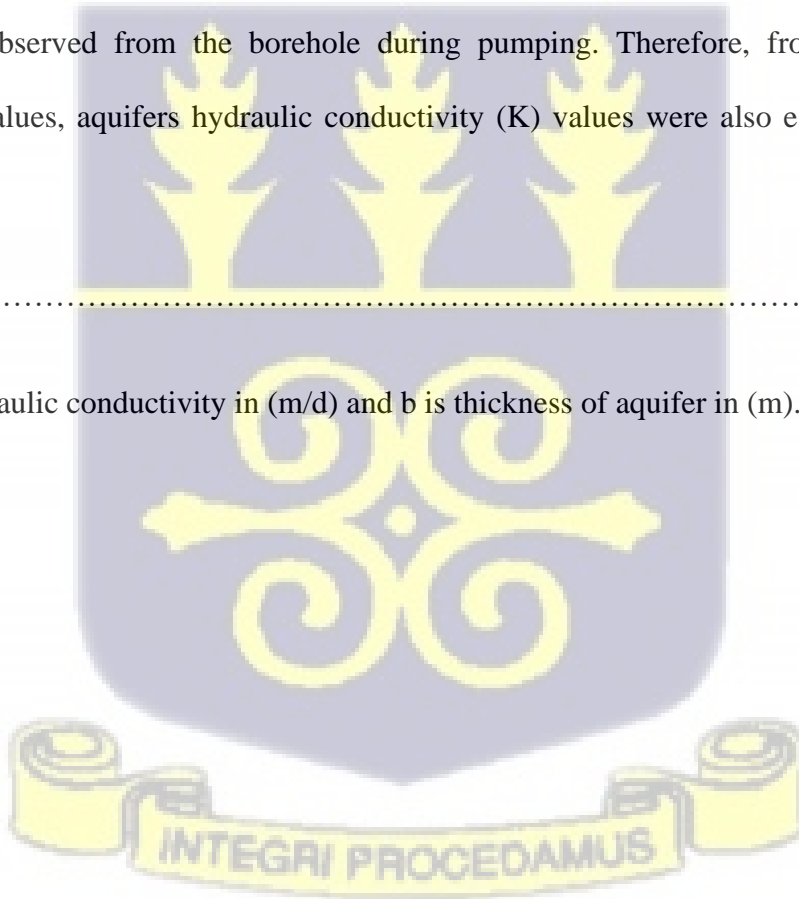 bserved from the borehole during pumping. Therefore, fro
alues, aquifers hydraulic conductivity (K) values were also e
……………………………………………………………………………
aulic conductivity in (m/d) and b is thickness of aquifer in (m).
INTEGRI PROCEDAMUS